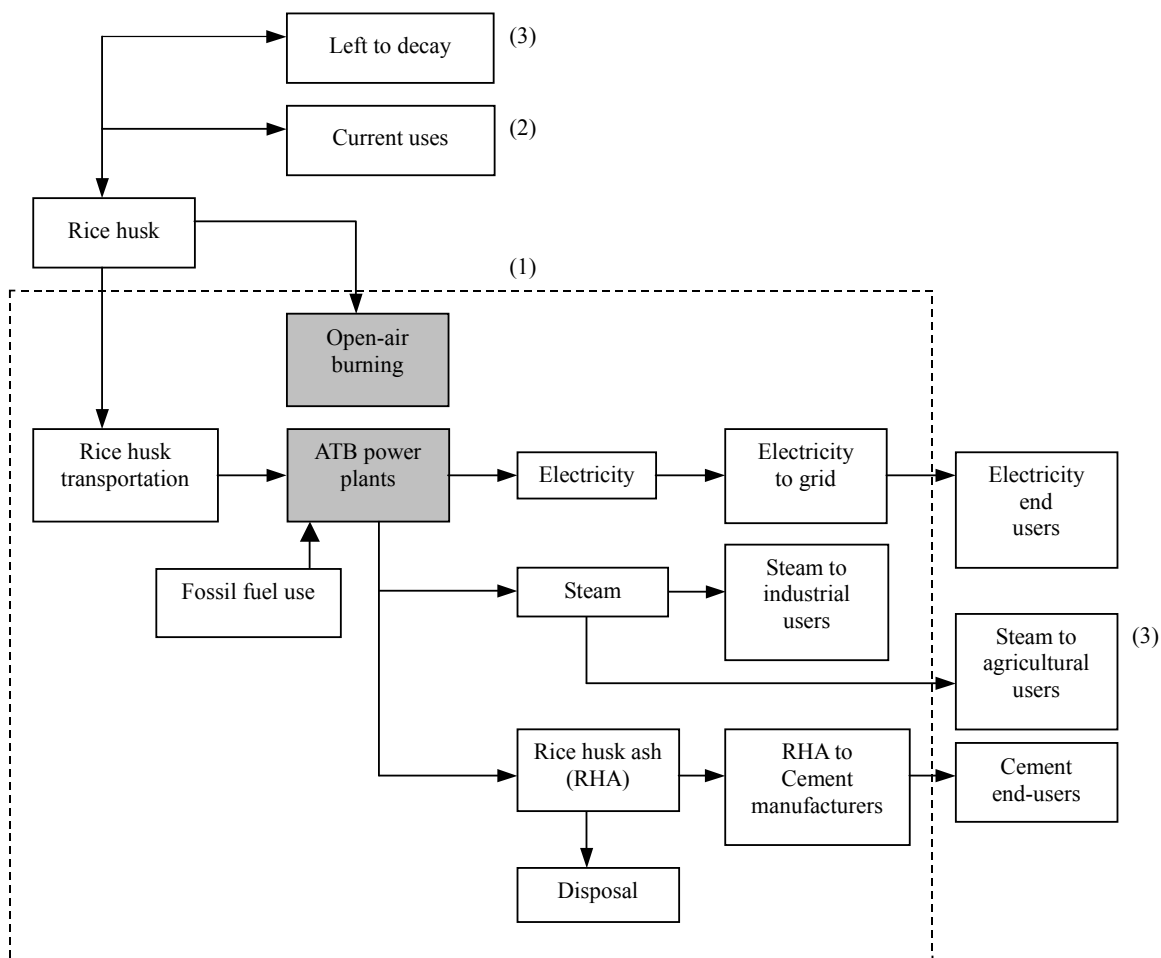 Left to decay
(3)
Current uses
(2)
Rice husk
(1)
Open-air
burning
Rice husk
transportation
ATB power
plants
Electricity
Electricity
to grid
Electricity
end
users
Fossil fuel use
Steam
Steam to
industrial
users
Steam to
agricultural
users
(3)
Rice husk ash
(RHA)
RHA to
Cement
manufacturers
Cement
end-users
Disposal